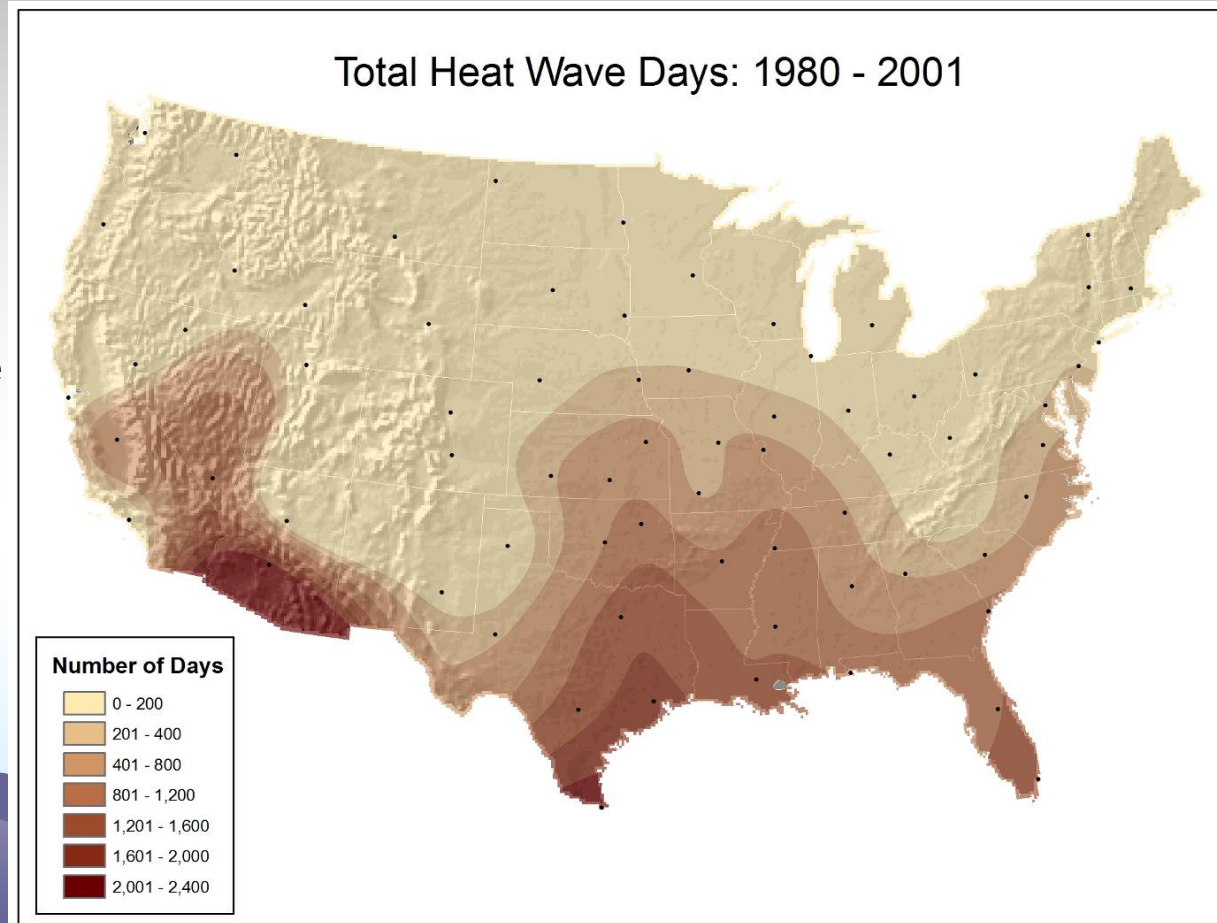 Total Heat Wave Days: 1980 - 2001
e
Number of Days
0 - 200
201 - 400
401 - 800
801 - 1,200
1,201 - 1,600
1,601 - 2,000
2,001 - 2,400